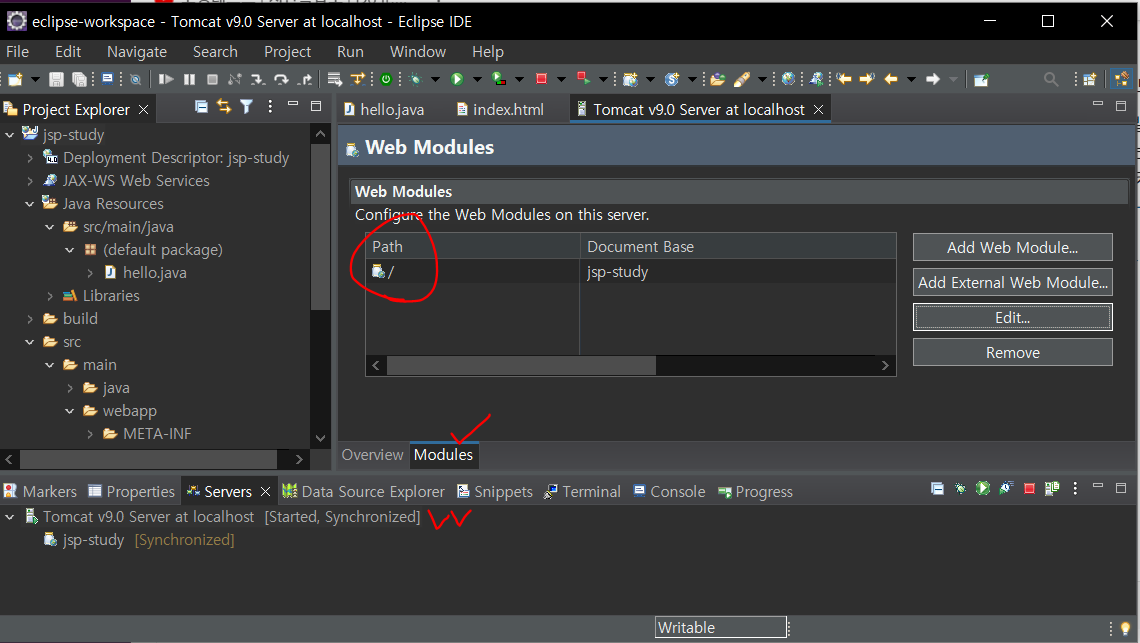 eclipse-workspace - Tomcat v9.0 Server at localhost - Eclipse IDE
File Edit Navigate Search Project Run Window Help
Project Explorer
hello.java index.html Tomcat v9.0 Server at localhost
jsp-study
Deployment Descriptor: jsp-study
JAX-WS Web Services
Java Resources
src/main/java
(default package)
hello.java
Libraries
build
src
main
java
webapp
META-INF
Web Modules
Web Modules
Configure the Web Modules on this server.
Path Document Base
/ jsp-study
Add Web Module...
Add External Web Module...
Edit...
Remove
Overview Modules
Markers Properties Servers Data Source Explorer Snippets Terminal Console Progress
Tomcat v9.0 Server at localhost [Started, Synchronized]
jsp-study [Synchronized]
Writable